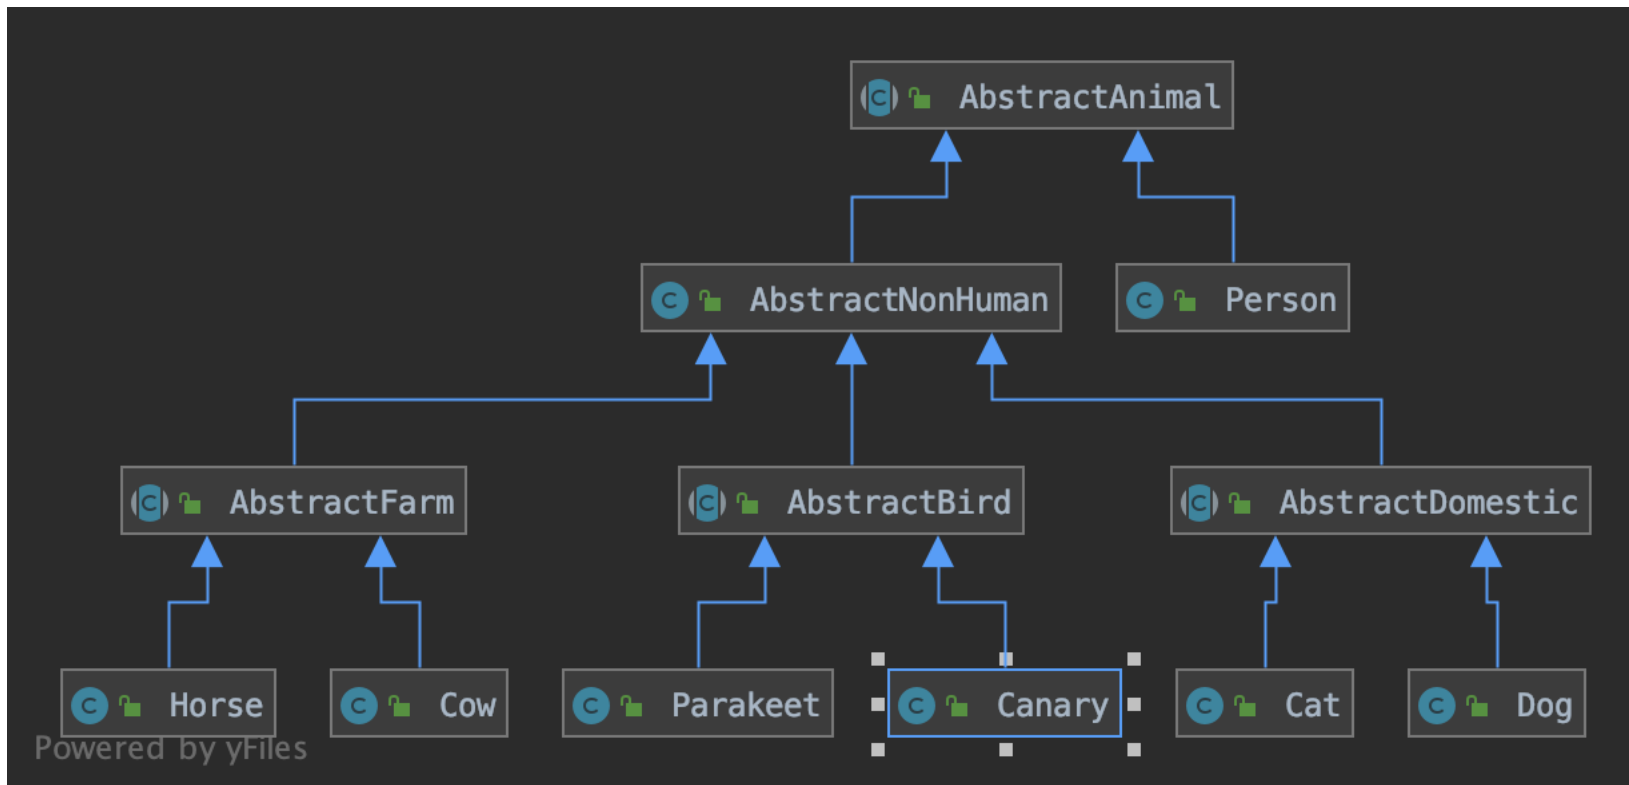 AbstractAnimal
AbstractNonHuman
Person
AbstractFarm
AbstractBird
AbstractDomestic
Horse
Cow
Parakeet
Canary
Cat
Dog
Powered by yFiles